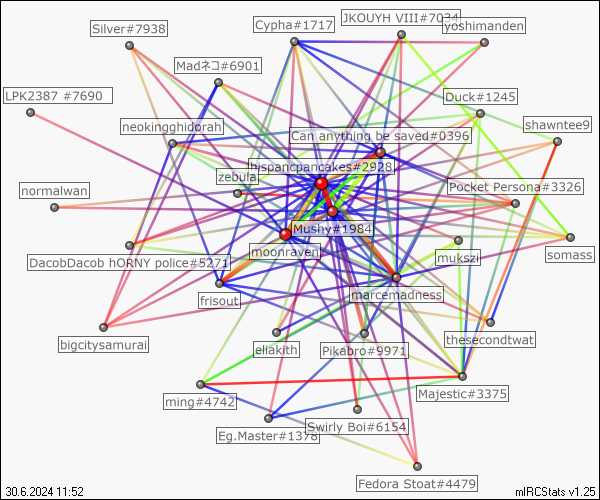 JKOUYH VIII#7034
Cypha#1717
yoshimanden
Silver#7938
Madネコ#6901
LPK2387 #7690
Duck#1245
neokingghidorah
shawntee9
Can anything be saved#0396
hispancpancakes#2928
zebula
normalwan
Pocket Persona#3326
Mushy#1984
moonraven
mukszi
somass
DacobDacob hORNY police#5271
frisout
marcemadness
thesecondtwat
bigcitysamurai
eliakith
Pikabro#9971
Majestic#3375
ming#4742
Swirly Boi#6154
Eg.Master#1378
Fedora Stoat#4479
30.6.2024 11:52
mIRCStats v1.25